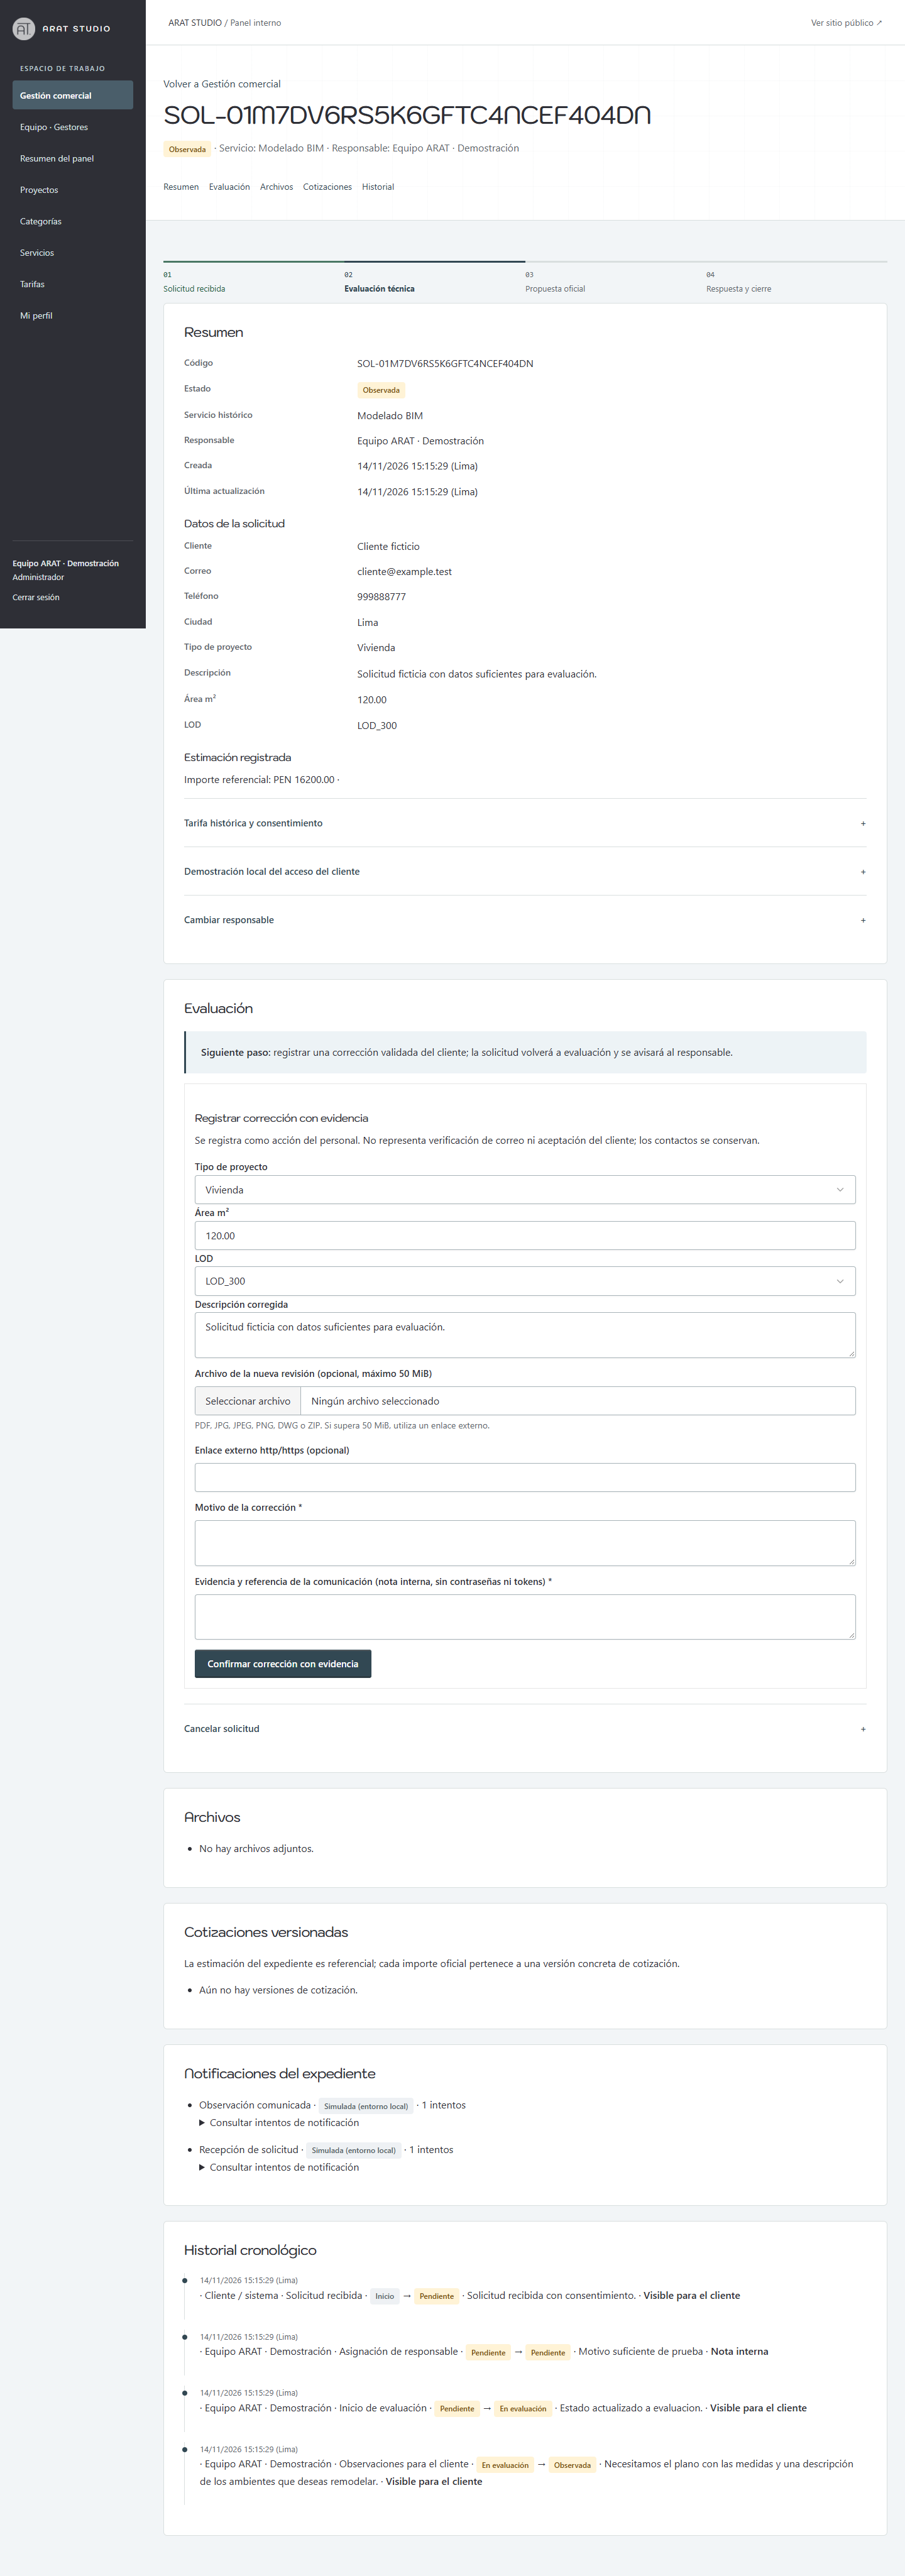 AT ARAT STUDIO
ESPACIO DE TRABAJO
Gestión comercial
Equipo · Gestores
Resumen del panel
Proyectos
Categorías
Servicios
Tarifas
Mi perfil
Equipo ARAT · Demostración
Administrador
Cerrar sesión
ARAT STUDIO / Panel interno
Ver sitio público ↗
Volver a Gestión comercial
SOL-01M7DV6RS5K6GFTC4NCEF404DN
Observada · Servicio: Modelado BIM · Responsable: Equipo ARAT · Demostración
Resumen Evaluación Archivos Cotizaciones Historial
01
Solicitud recibida
02
Evaluación técnica
03
Propuesta oficial
04
Respuesta y cierre
Resumen
Código SOL-01M7DV6RS5K6GFTC4NCEF404DN
Estado Observada
Servicio histórico Modelado BIM
Responsable Equipo ARAT · Demostración
Creada 14/11/2026 15:15:29 (Lima)
Última actualización 14/11/2026 15:15:29 (Lima)
Datos de la solicitud
Cliente Cliente ficticio
Correo cliente@example.test
Teléfono 999888777
Ciudad Lima
Tipo de proyecto Vivienda
Descripción Solicitud ficticia con datos suficientes para evaluación.
Área m² 120.00
LOD LOD_300
Estimación registrada
Importe referencial: PEN 16200.00 ·
Tarifa histórica y consentimiento +
Demostración local del acceso del cliente +
Cambiar responsable +
Evaluación
Siguiente paso: registrar una corrección validada del cliente; la solicitud volverá a evaluación y se avisará al responsable.
Registrar corrección con evidencia
Se registra como acción del personal. No representa verificación de correo ni aceptación del cliente; los contactos se conservan.
Tipo de proyecto
Vivienda
Área m²
120.00
LOD
LOD_300
Descripción corregida
Solicitud ficticia con datos suficientes para evaluación.
Archivo de la nueva revisión (opcional, máximo 50 MiB)
Seleccionar archivo Ningún archivo seleccionado
PDF, JPG, JPEG, PNG, DWG o ZIP. Si supera 50 MiB, utiliza un enlace externo.
Enlace externo http/https (opcional)
Motivo de la corrección *
Evidencia y referencia de la comunicación (nota interna, sin contraseñas ni tokens) *
Confirmar corrección con evidencia
Cancelar solicitud +
Archivos
• No hay archivos adjuntos.
Cotizaciones versionadas
La estimación del expediente es referencial; cada importe oficial pertenece a una versión concreta de cotización.
• Aún no hay versiones de cotización.
Notificaciones del expediente
• Observación comunicada · Simulada (entorno local) · 1 intentos
▶ Consultar intentos de notificación
• Recepción de solicitud · Simulada (entorno local) · 1 intentos
▶ Consultar intentos de notificación
Historial cronológico
14/11/2026 15:15:29 (Lima)
· Cliente / sistema · Solicitud recibida · Inicio → Pendiente · Solicitud recibida con consentimiento. · Visible para el cliente
14/11/2026 15:15:29 (Lima)
· Equipo ARAT · Demostración · Asignación de responsable · Pendiente → Pendiente · Motivo suficiente de prueba · Nota interna
14/11/2026 15:15:29 (Lima)
· Equipo ARAT · Demostración · Inicio de evaluación · Pendiente → En evaluación · Estado actualizado a evaluacion. · Visible para el cliente
14/11/2026 15:15:29 (Lima)
· Equipo ARAT · Demostración · Observaciones para el cliente · En evaluación → Observada · Necesitamos el plano con las medidas y una descripción
de los ambientes que deseas remodelar. · Visible para el cliente